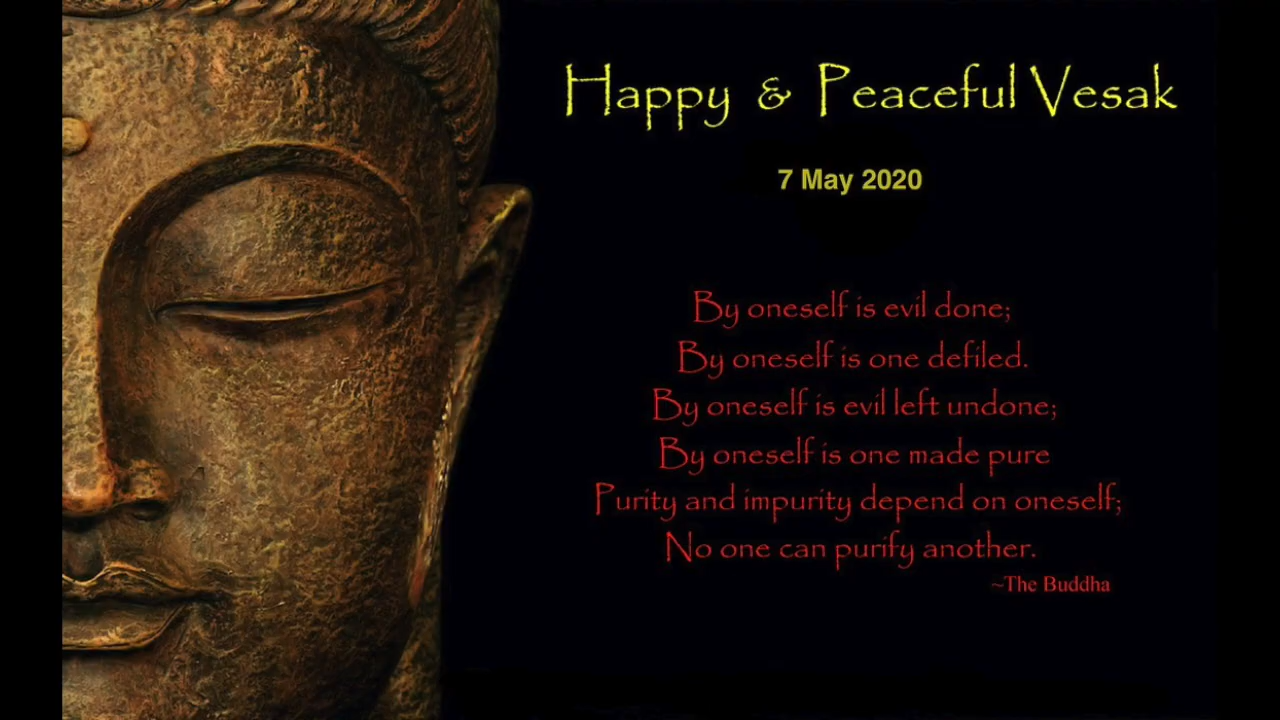 Happy & Peaceful Vesak
7 May 2020
By oneself is evil done;
By oneself is one defiled.
By oneself is evil left undone;
By oneself is one made pure
Purity and impurity depend on oneself;
No one can purify another.
~The Buddha